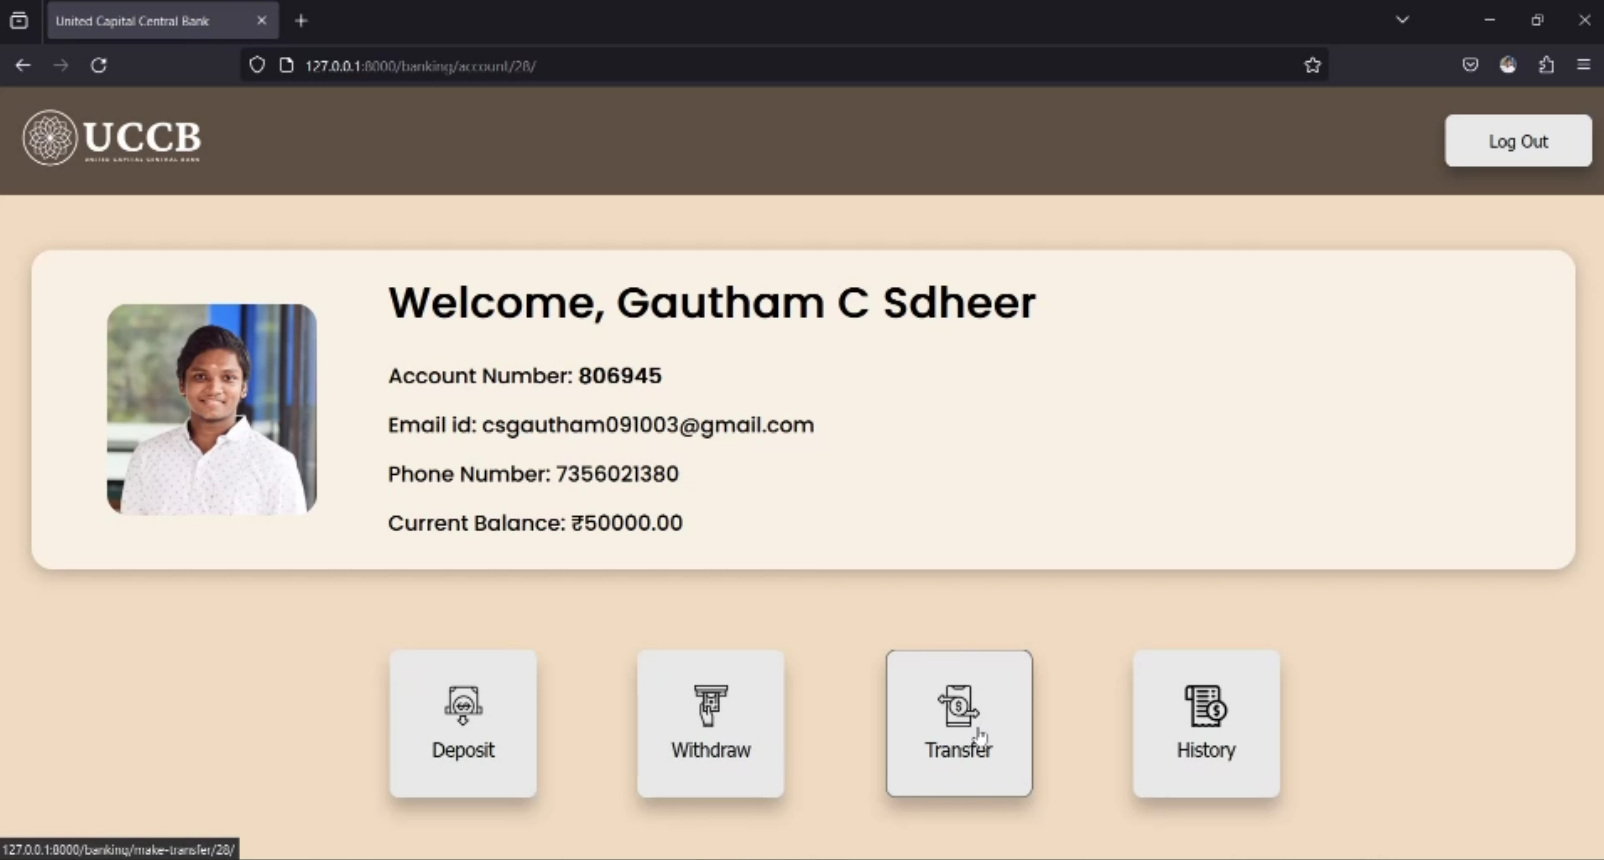 United Capital Central Bank
127.0.0.1:8000/banking/account/28/
UCCB
UNITED CAPITAL CENTRAL BANK
Log Out
Welcome, Gautham C Sdheer
Account Number: 806945
Email id: csgautham091003@gmail.com
Phone Number: 7356021380
Current Balance: ₹50000.00
Deposit
Withdraw
Transfer
History
127.0.0.1:8000/banking/make-transfer/28/